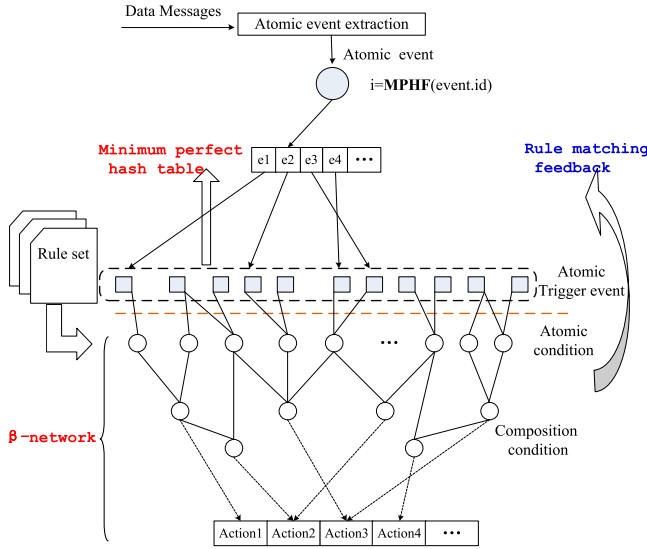 Data Messages
Atomic event extraction
Atomic event
i=MPHF(event.id)
Minimum perfect
hash table
e1 e2 e3 e4 •••
Rule matching
feedback
Rule set
Atomic
Trigger event
Atomic
condition
•••
β-network
Composition
condition
Action1 Action2 Action3 Action4 •••